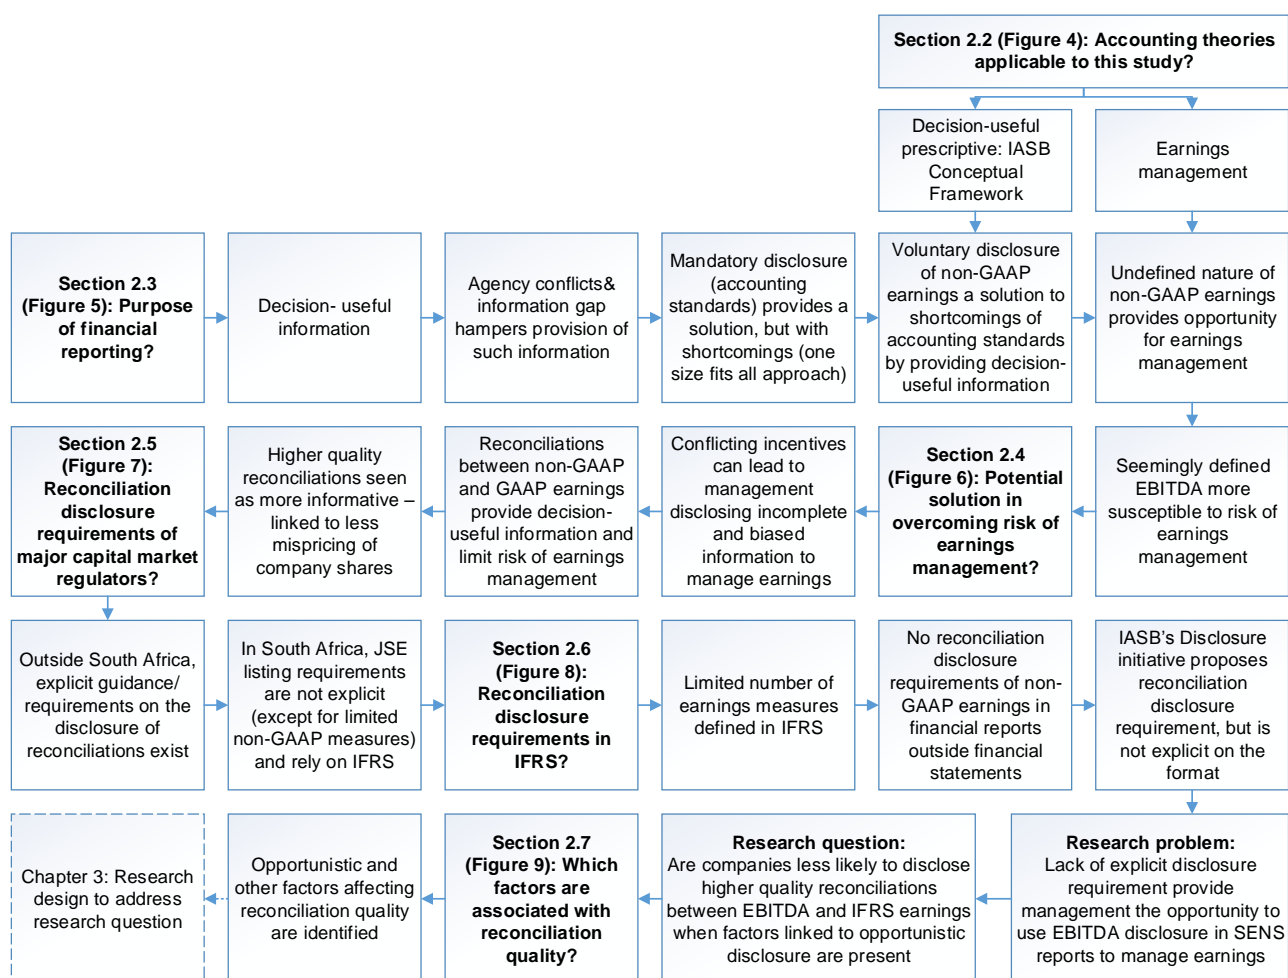 Section 2.2 (Figure 4): Accounting theories
applicable to this study?
Decision-useful
prescriptive: IASB
Conceptual
Framework
Earnings
management
Section 2.3
(Figure 5): Purpose
of financial
reporting?
Decision- useful
information
Agency conflicts&
information gap
hampers provision of
such information
Mandatory disclosure
(accounting
standards) provides a
solution, but with
shortcomings (one
size fits all approach)
Voluntary disclosure
of non-GAAP
earnings a solution to
shortcomings of
accounting standards
by providing decision-
useful information
Undefined nature of
non-GAAP earnings
provides opportunity
for earnings
management
Seemingly defined
EBITDA more
susceptible to risk of
earnings
management
Section 2.4
(Figure 6): Potential
solution in
overcoming risk of
earnings
management?
Conflicting incentives
can lead to
management
disclosing incomplete
and biased
information to
manage earnings
Reconciliations
between non-GAAP
and GAAP earnings
provide decision-
useful information and
limit risk of earnings
management
Higher quality
reconciliations seen
as more informative –
linked to less
mispricing of
company shares
Section 2.5
(Figure 7):
Reconciliation
disclosure
requirements of
major capital market
regulators?
Outside South Africa,
explicit guidance/
requirements on the
disclosure of
reconciliations exist
In South Africa, JSE
listing requirements
are not explicit
(except for limited
non-GAAP measures)
and rely on IFRS
Section 2.6
(Figure 8):
Reconciliation
disclosure
requirements in
IFRS?
Limited number of
earnings measures
defined in IFRS
No reconciliation
disclosure
requirements of non-
GAAP earnings in
financial reports
outside financial
statements
IASB's Disclosure
initiative proposes
reconciliation
disclosure
requirement, but is
not explicit on the
format
Research problem:
Lack of explicit disclosure
requirement provide
management the opportunity to
use EBITDA disclosure in SENS
reports to manage earnings
Research question:
Are companies less likely to disclose
higher quality reconciliations
between EBITDA and IFRS earnings
when factors linked to opportunistic
disclosure are present
Section 2.7
(Figure 9): Which
factors are
associated with
reconciliation
quality?
Opportunistic and
other factors affecting
reconciliation quality
are identified
Chapter 3: Research
design to address
research question